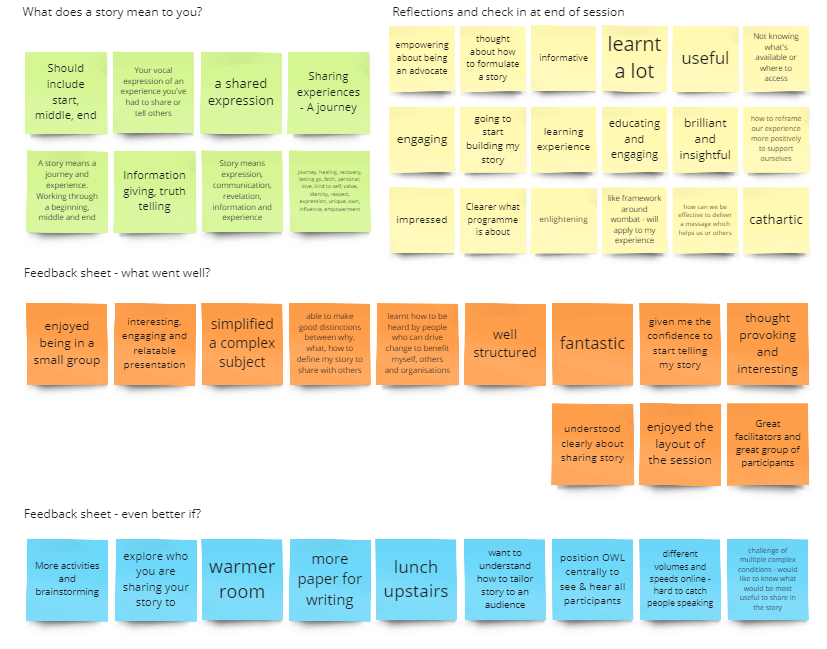 What does a story mean to you?
Should
include
start,
middle, end
Your vocal
expression of an
experience you've
had to share or
tell others
a shared
expression
Sharing
experiences
- A journey
A story means a
journey and
experience.
Working through
a beginning,
middle and end
Information
giving, truth
telling
Story means
expression,
communication,
revelation,
information and
experience
journey, healing, recovery,
letting go, faith, personal,
love, kind to self, value,
identity, respect,
expression, unique, own,
influence, empowerment
Reflections and check in at end of session
empowering
about being
an advocate
thought
about how
to formulate
a story
informative
learnt
a lot
useful
Not knowing
what's
available or
where to
access
engaging
going to
start
building my
story
learning
experience
educating
and
engaging
brilliant
and
insightful
how to reframe
our experience
more positively
to support
ourselves
impressed
Clearer what
programme
is about
enlightening
like framework
around
wombat - will
apply to my
experience
how can we be
effective to deliver
a message which
helps us or others
cathartic
Feedback sheet - what went well?
enjoyed
being in a
small group
interesting,
engaging and
relatable
presentation
simplified
a complex
subject
able to make
good distinctions
between why,
what, how to
define my story to
share with others
learnt how to be
heard by people
who can drive
change to benefit
myself, others
and organisations
well
structured
fantastic
given me the
confidence to
start telling
my story
thought
provoking
and
interesting
understood
clearly about
sharing story
enjoyed the
layout of
the session
Great
facilitators and
great group of
participants
Feedback sheet - even better if?
More activities
and
brainstorming
explore who
you are
sharing your
story to
warmer
room
more
paper for
writing
lunch
upstairs
want to
understand
how to tailor
story to an
audience
position OWL
centrally to
see & hear all
participants
different
volumes and
speeds online -
hard to catch
people speaking
challenge of
multiple complex
conditions - would
like to know what
would be most
useful to share in
the story